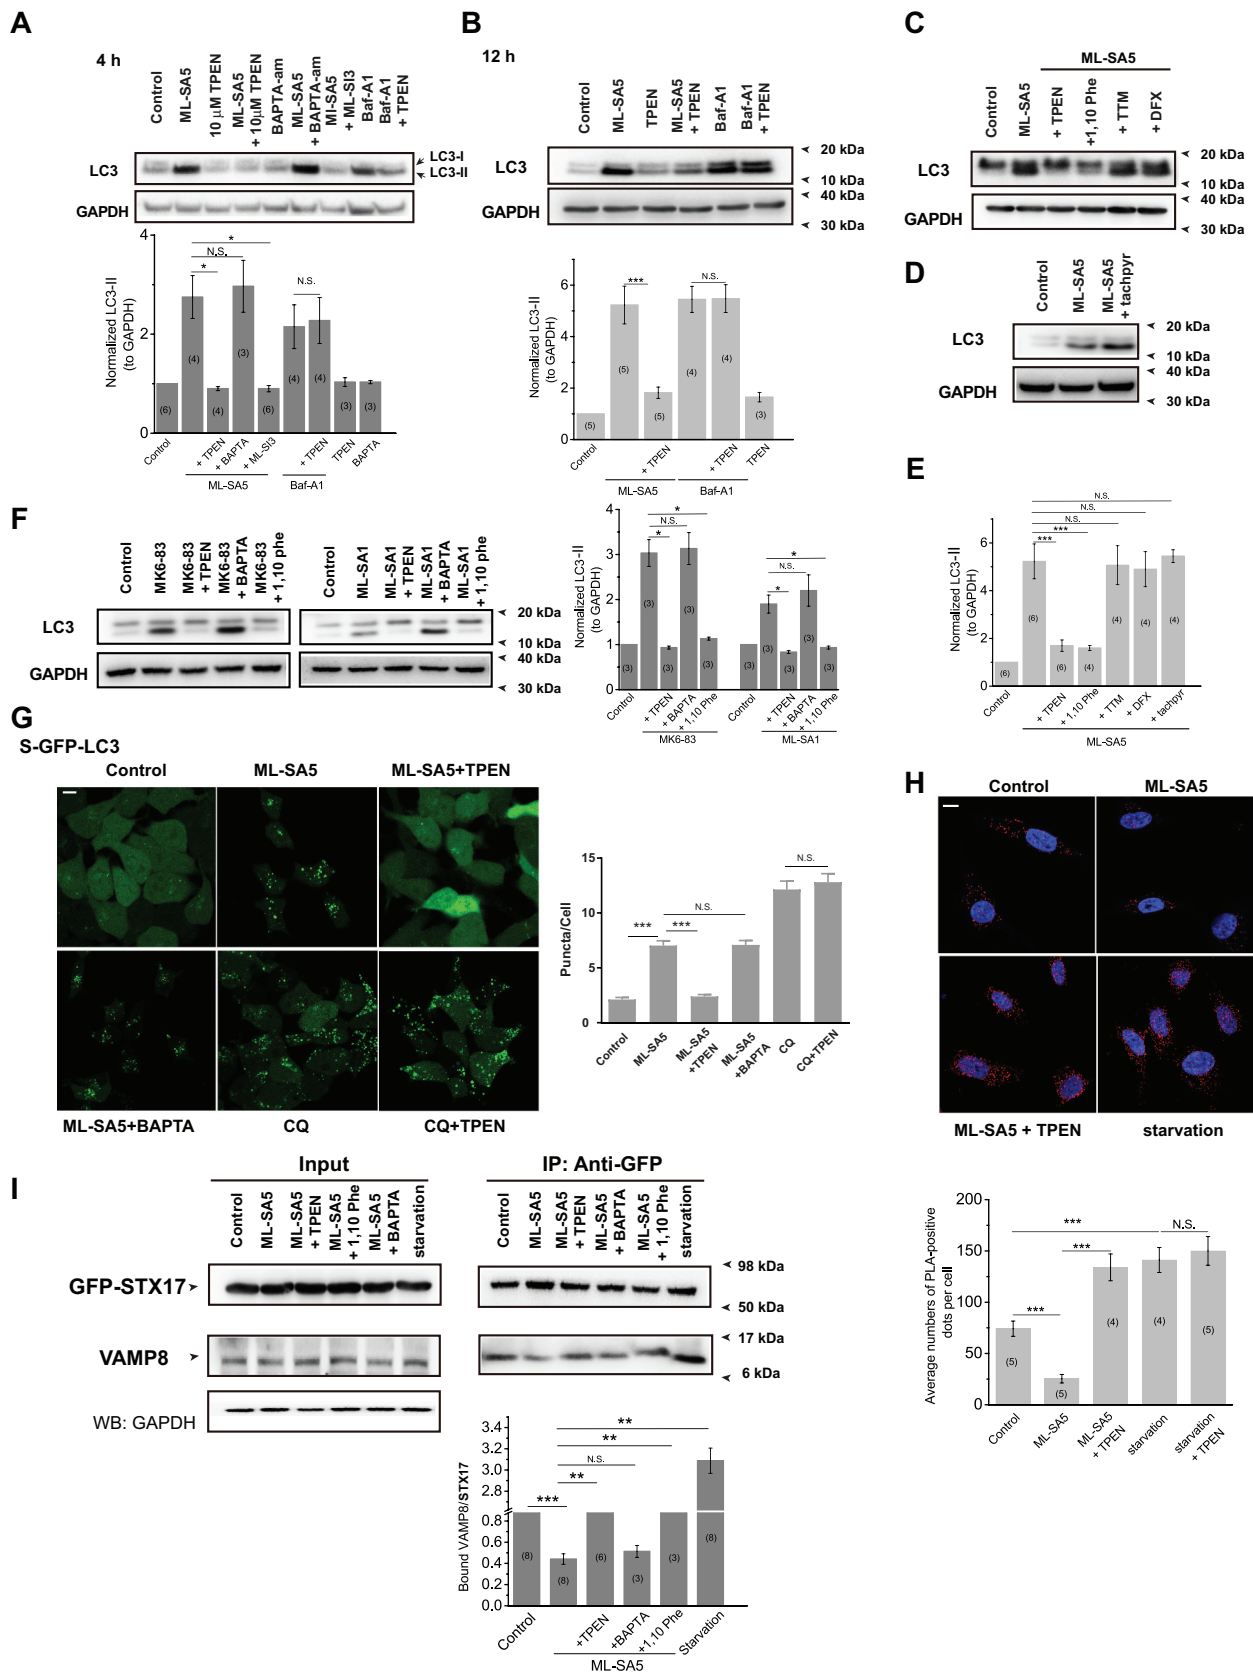 A
4 h
Control
ML-SA5
10 µM TPEN
ML-SA5
+ 10µM TPEN
BAPTA-am
ML-SA5
+ BAPTA-am
Ml-SA5
+ ML-SI3
Baf-A1
Baf-A1
+ TPEN
LC3
LC3-I
LC3-II
GAPDH
Normalized LC3-II
(to GAPDH)
4
2
0
*
N.S.
*
N.S.
(6)
(4)
(4)
(3)
(6)
(4)
(4)
(3)
(3)
Control
+ TPEN
+ BAPTA
+ ML-SI3
+ TPEN
TPEN
BAPTA
ML-SA5
Baf-A1
B
12 h
Control
ML-SA5
TPEN
ML-SA5
+ TPEN
Baf-A1
Baf-A1
+ TPEN
LC3
20 kDa
10 kDa
GAPDH
40 kDa
30 kDa
Normalized LC3-II
(to GAPDH)
6
4
2
0
***
N.S.
(5)
(5)
(5)
(4)
(4)
(3)
Control
+ TPEN
+ TPEN
TPEN
ML-SA5
Baf-A1
C
ML-SA5
Control
ML-SA5
+ TPEN
+1,10 Phe
+ TTM
+ DFX
LC3
20 kDa
10 kDa
GAPDH
40 kDa
30 kDa
D
Control
ML-SA5
ML-SA5
+ tachpyr
LC3
20 kDa
10 kDa
GAPDH
40 kDa
30 kDa
E
Normalized LC3-II
(to GAPDH)
6
4
2
0
N.S.
N.S.
N.S.
***
***
(6)
(6)
(6)
(4)
(4)
(4)
(4)
Control
+ TPEN
+ 1,10 Phe
+ TTM
+ DFX
+ tachpyr
ML-SA5
F
Control
MK6-83
MK6-83
+ TPEN
MK6-83
+ BAPTA
MK6-83
+ 1,10 phe
Control
ML-SA1
ML-SA1
+ TPEN
ML-SA1
+ BAPTA
ML-SA1
+ 1,10 phe
LC3
20 kDa
10 kDa
GAPDH
40 kDa
30 kDa
Normalized LC3-II
(to GAPDH)
4
3
2
1
0
*
N.S.
*
*
N.S.
*
(3)
(3)
(3)
(3)
(3)
(3)
(3)
(3)
(3)
(3)
Control
+ TPEN
+ BAPTA
+ 1,10 Phe
Control
+ TPEN
+ BAPTA
+ 1,10 Phe
MK6-83
ML-SA1
G
S-GFP-LC3
Control
ML-SA5
ML-SA5+TPEN
ML-SA5+BAPTA
CQ
CQ+TPEN
Puncta/Cell
15
10
5
0
***
***
N.S.
N.S.
Control
ML-SA5
ML-SA5
+TPEN
ML-SA5
+BAPTA
CQ
CQ+TPEN
H
Control
ML-SA5
ML-SA5 + TPEN
starvation
Average numbers of PLA-positive
dots per cell
200
150
100
50
0
***
N.S.
***
***
(5)
(5)
(4)
(4)
(5)
Control
ML-SA5
ML-SA5
+ TPEN
starvation
starvation
+ TPEN
I
Input
IP: Anti-GFP
Control
ML-SA5
ML-SA5
+ TPEN
ML-SA5
+ 1,10 Phe
ML-SA5
+ BAPTA
starvation
Control
ML-SA5
ML-SA5
+ TPEN
ML-SA5
+ BAPTA
ML-SA5
+ 1,10 Phe
starvation
GFP-STX17
98 kDa
50 kDa
VAMP8
17 kDa
6 kDa
WB: GAPDH
Bound VAMP8/STX17
3.4
3.2
3.0
0.8
0.6
0.4
0.2
0.0
**
**
N.S.
**
***
(8)
(8)
(6)
(3)
(3)
(8)
Control
+TPEN
+BAPTA
+1,10 Phe
Starvation
ML-SA5